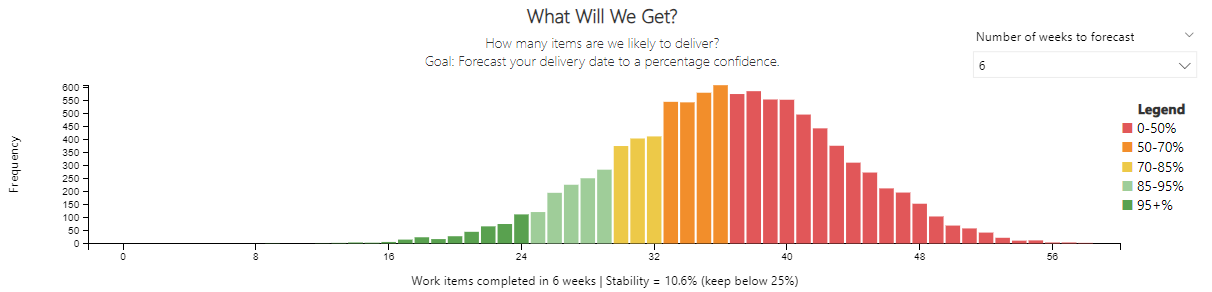 What Will We Get?
How many items are we likely to deliver?
Goal: Forecast your delivery date to a percentage confidence.
Number of weeks to forecast
6
Legend
0-50%
50-70%
70-85%
85-95%
95+%
Frequency
600
550
500
450
400
350
300
250
200
150
100
50
0
0 8 16 24 32 40 48 56
Work items completed in 6 weeks | Stability = 10.6% (keep below 25%)